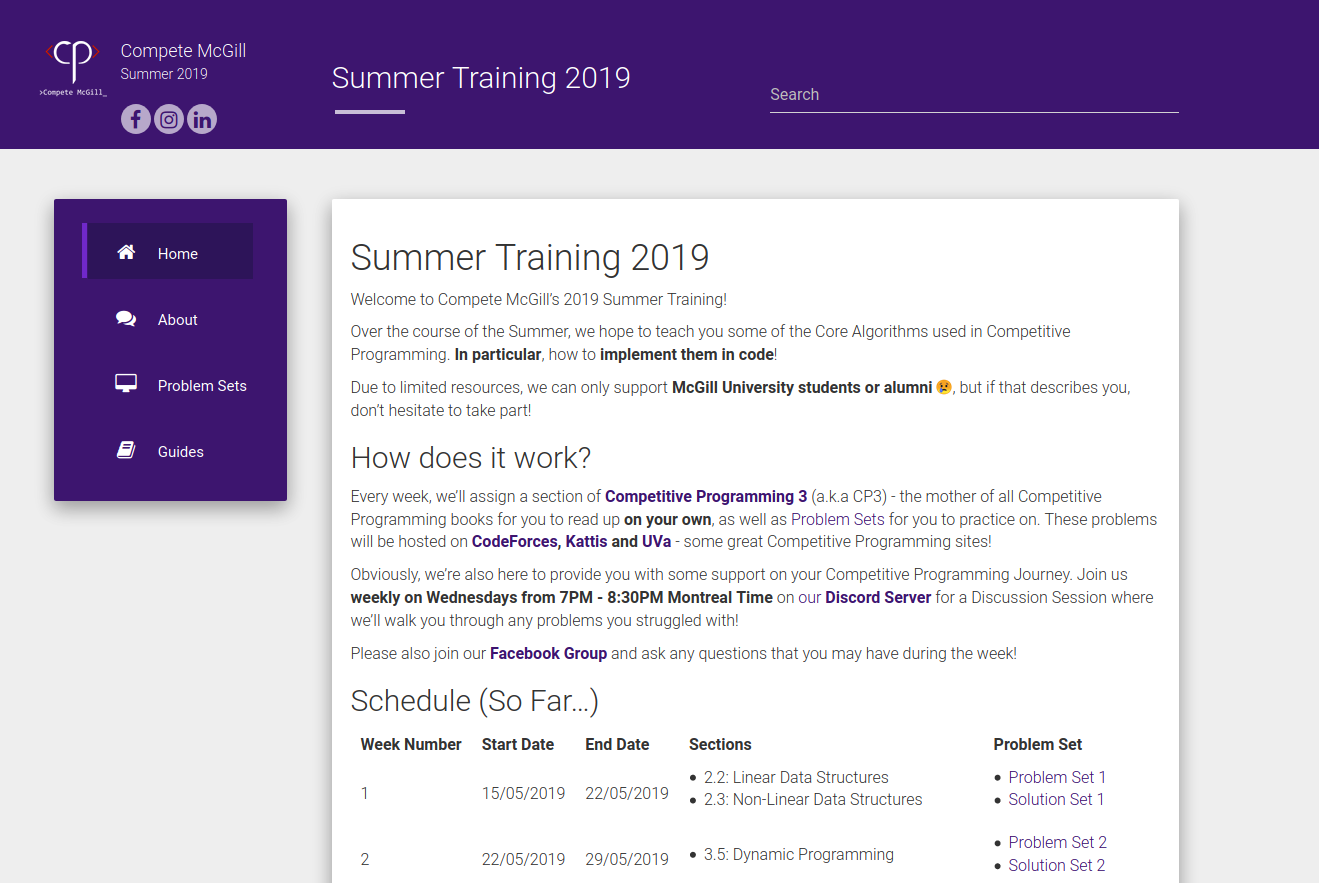 Compete McGill
Summer 2019
>Compete McGill_
Summer Training 2019
Search
Home
About
Problem Sets
Guides
Summer Training 2019
Welcome to Compete McGill’s 2019 Summer Training!
Over the course of the Summer, we hope to teach you some of the Core Algorithms used in Competitive
Programming. In particular, how to implement them in code!
Due to limited resources, we can only support McGill University students or alumni 😢, but if that describes you,
don’t hesitate to take part!
How does it work?
Every week, we’ll assign a section of Competitive Programming 3 (a.k.a CP3) - the mother of all Competitive
Programming books for you to read up on your own, as well as Problem Sets for you to practice on. These problems
will be hosted on CodeForces, Kattis and UVa - some great Competitive Programming sites!
Obviously, we’re also here to provide you with some support on your Competitive Programming Journey. Join us
weekly on Wednesdays from 7PM - 8:30PM Montreal Time on our Discord Server for a Discussion Session where
we’ll walk you through any problems you struggled with!
Please also join our Facebook Group and ask any questions that you may have during the week!
Schedule (So Far…)
Week Number Start Date End Date Sections Problem Set
1 15/05/2019 22/05/2019 • 2.2: Linear Data Structures • Problem Set 1
• 2.3: Non-Linear Data Structures • Solution Set 1
2 22/05/2019 29/05/2019 • 3.5: Dynamic Programming • Problem Set 2
• Solution Set 2